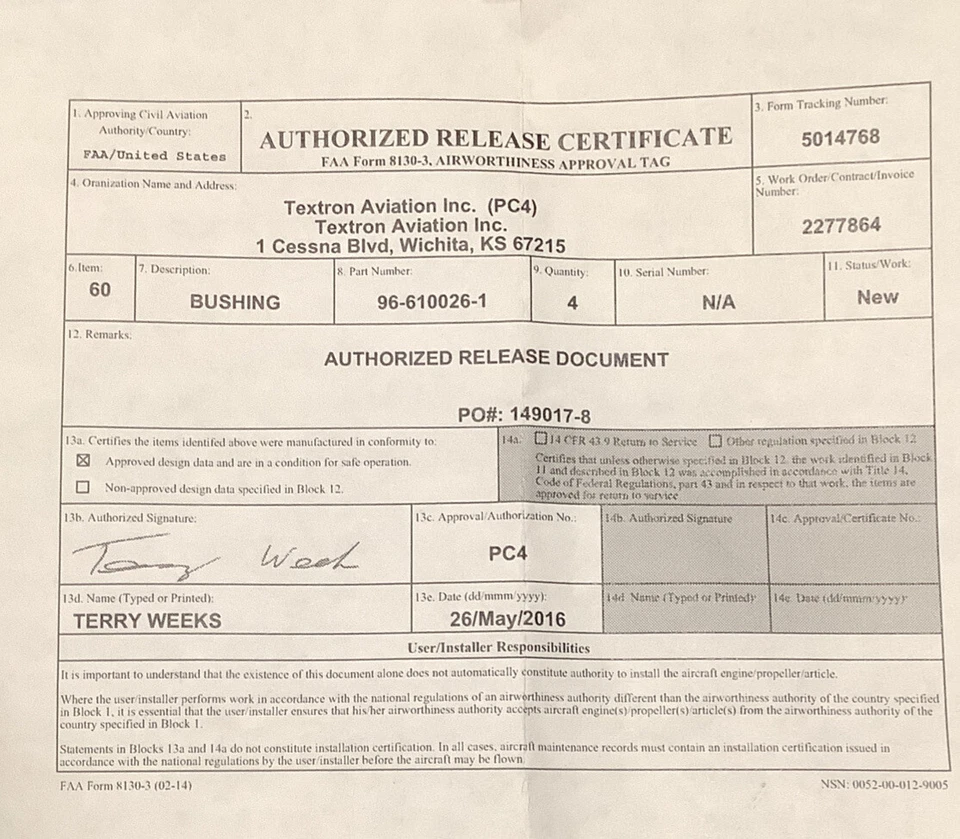 1. Approving Civil Aviation
Authority/Country:
FAA/United States
2.
AUTHORIZED RELEASE CERTIFICATE
FAA Form 8130-3, AIRWORTHINESS APPROVAL TAG
3. Form Tracking Number:
5014768
4. Oranization Name and Address:
Textron Aviation Inc. (PC4)
Textron Aviation Inc.
1 Cessna Blvd, Wichita, KS 67215
5. Work Order/Contract/Invoice
Number:
2277864
6.Item:
60
7. Description:
BUSHING
8. Part Number:
96-610026-1
9. Quantity:
4
10. Serial Number:
N/A
11. Status/Work:
New
12. Remarks:
AUTHORIZED RELEASE DOCUMENT
PO#: 149017-8
13a. Certifies the items identifed above were manufactured in conformity to:
☒ Approved design data and are in a condition for safe operation.
☐ Non-approved design data specified in Block 12.
14a. ☐ 14 CFR 43.9 Return to Service ☐ Other regulation specified in Block 12
Certifies that unless otherwise specified in Block 12, the work identified in Block
11 and described in Block 12 was accomplished in accordance with Title 14,
Code of Federal Regulations, part 43 and in respect to that work, the items are
approved for return to service
13b. Authorized Signature:
Terry Week
13c. Approval/Authorization No.:
PC4
14b. Authorized Signature
14c. Approval/Certificate No.:
13d. Name (Typed or Printed):
TERRY WEEKS
13e. Date (dd/mmm/yyyy):
26/May/2016
14d. Name (Typed or Printed):
14e. Date (dd/mmm/yyyy):
User/Installer Responsibilities
It is important to understand that the existence of this document alone does not automatically constitute authority to install the aircraft engine/propeller/article.
Where the user/installer performs work in accordance with the national regulations of an airworthiness authority different than the airworthiness authority of the country specified
in Block 1, it is essential that the user/installer ensures that his/her airworthiness authority accepts aircraft engine(s)/propeller(s)/article(s) from the airworthiness authority of the
country specified in Block 1.
Statements in Blocks 13a and 14a do not constitute installation certification. In all cases, aircraft maintenance records must contain an installation certification issued in
accordance with the national regulations by the user/installer before the aircraft may be flown.
FAA Form 8130-3 (02-14)
NSN: 0052-00-012-9005